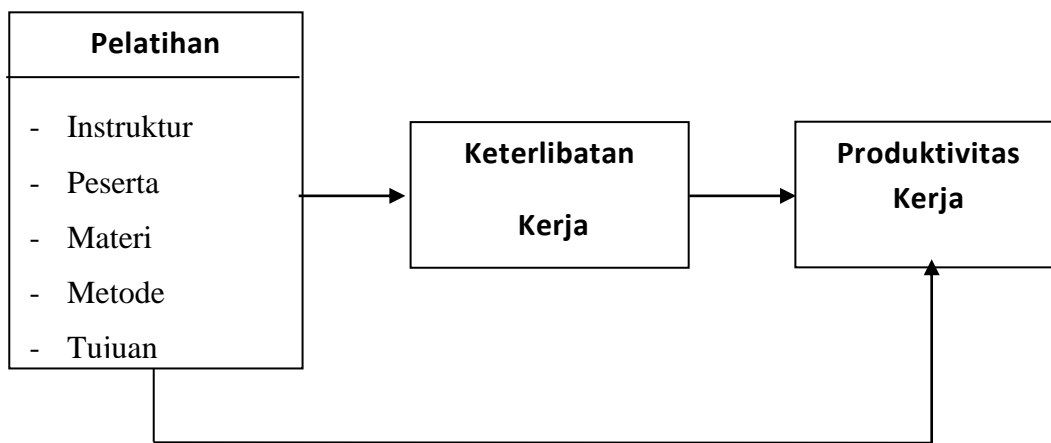 Pelatihan
- Instruktur
- Peserta
- Materi
- Metode
- Tujuan
Keterlibatan
Kerja
Produktivitas
Kerja